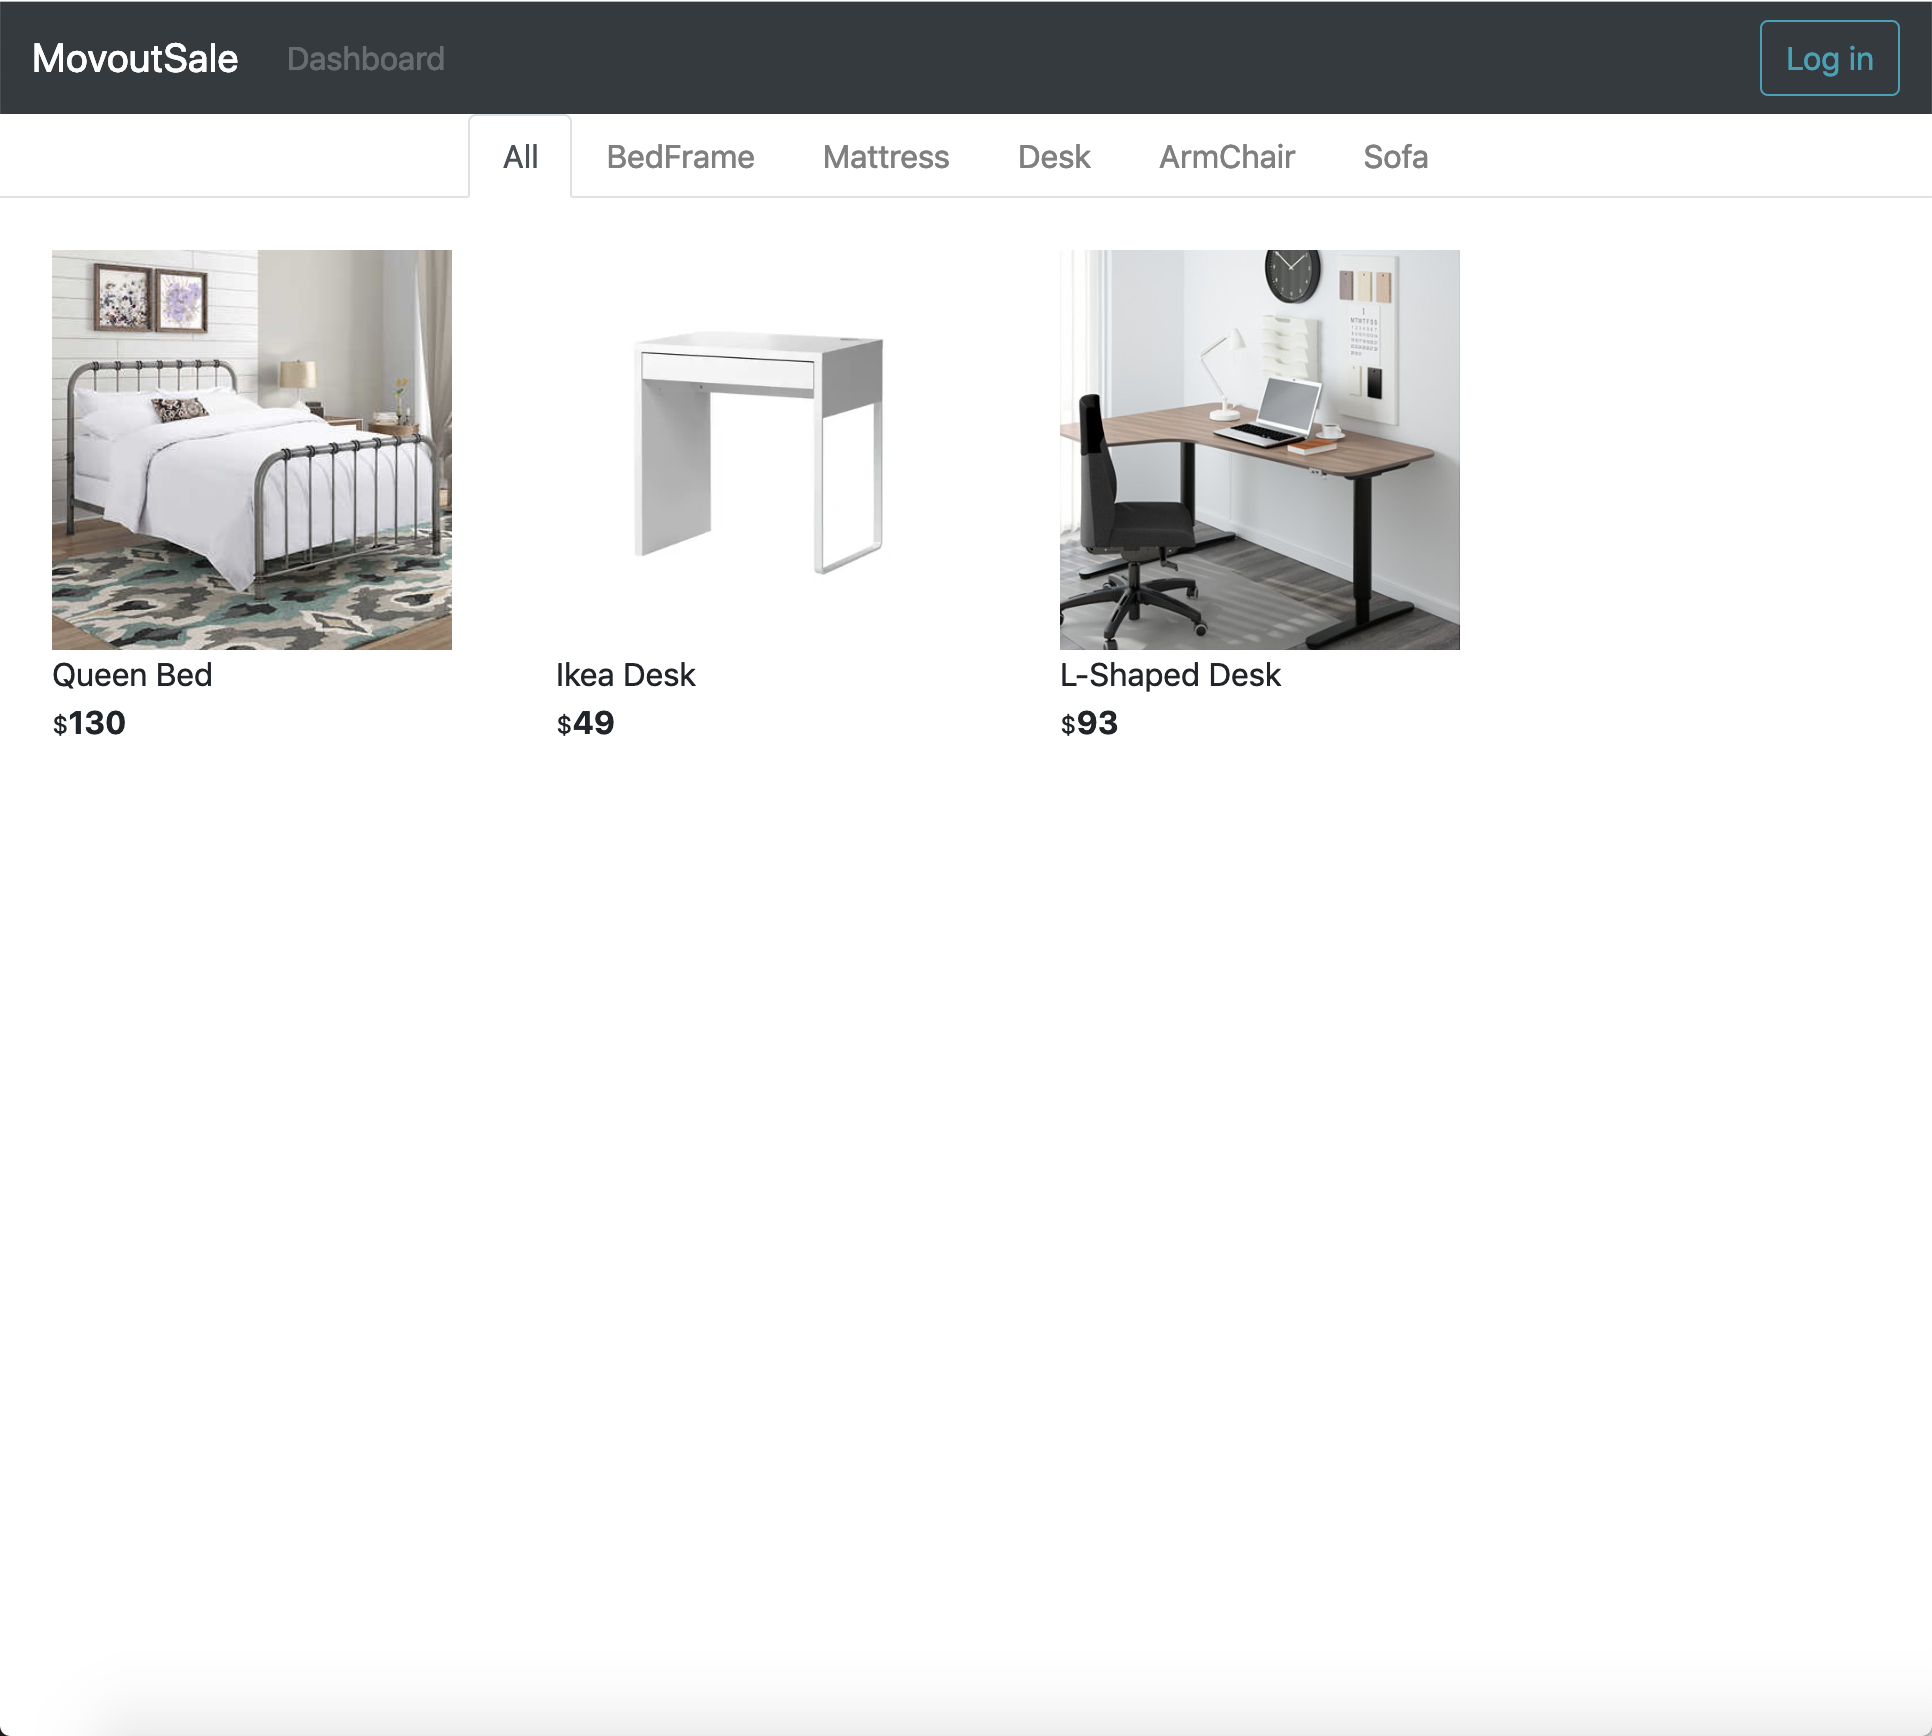 MovoutSale Dashboard Log in
All BedFrame Mattress Desk ArmChair Sofa
Queen Bed Ikea Desk L-Shaped Desk
$130 $49 $93